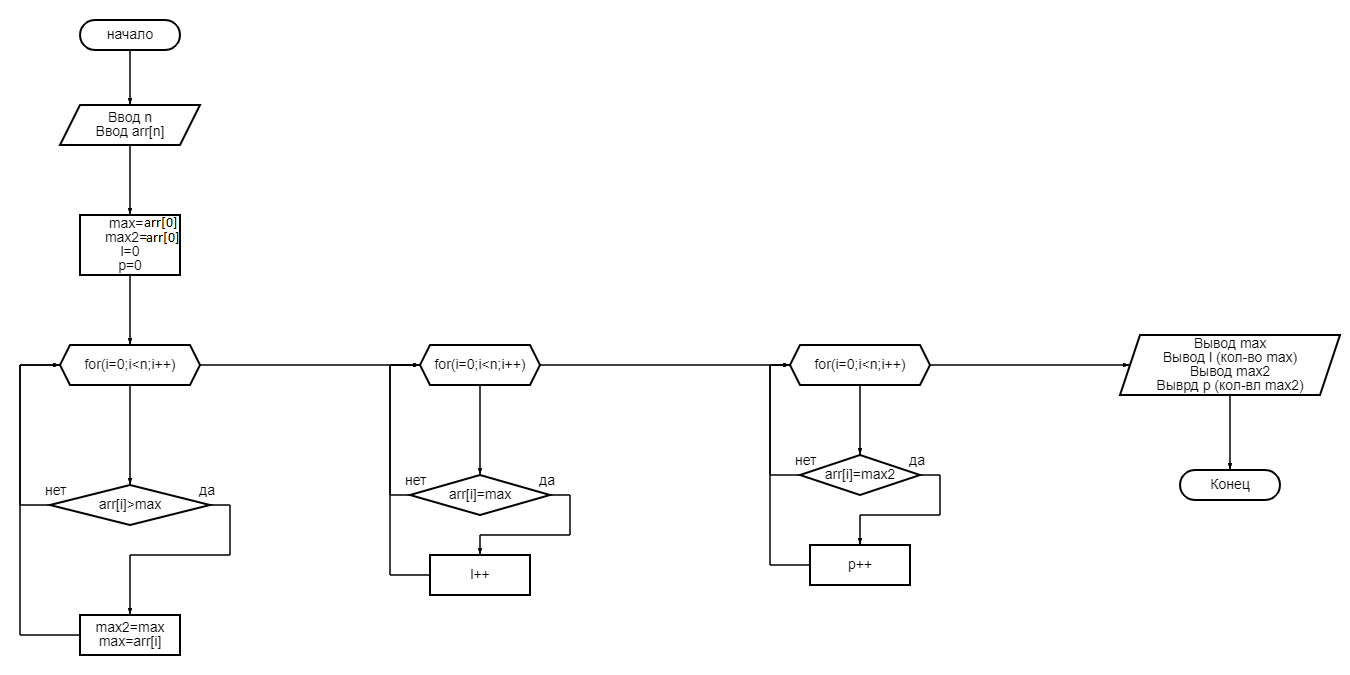 начало
Ввод n
Ввод arr[n]
max=arr[0]
max2=arr[0]
l=0
p=0
for(i=0;i<n;i++)
нет
да
arr[i]>max
max2=max
max=arr[i]
for(i=0;i<n;i++)
нет
да
arr[i]=max
l++
for(i=0;i<n;i++)
нет
да
arr[i]=max2
p++
Вывод max
Вывод l (кол-во max)
Вывод max2
Выврд p (кол-вл max2)
Конец